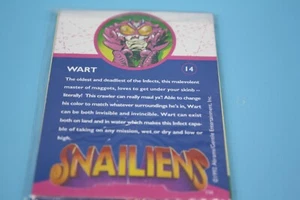 WART 14
The oldest and deadliest of the Infects, this malevolent
master of maggots, loves to get under your skinb —
literally! This crawler can really mad ya! Able to change
his color to match whatever surroundings he's in, Wart
can be both invisible and invincible. Wart can exist
both on land and in water which makes this Infect capa-
ble of taking on any mission, wet or dry and low or
high.
SNAILIENS